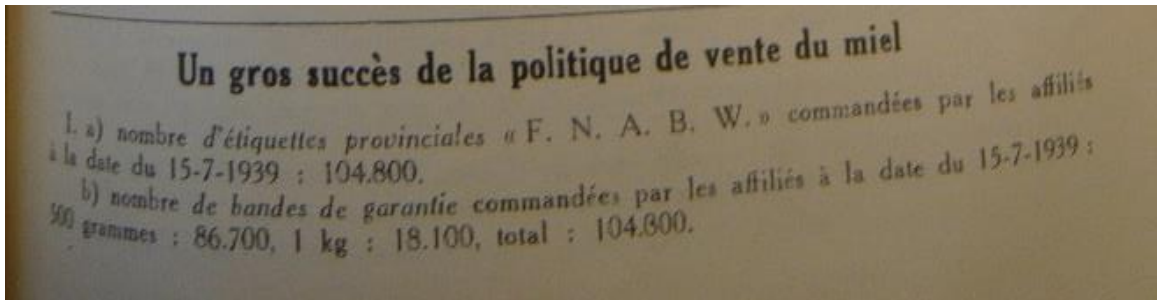 Un gros succès de la politique de vente du miel
I. a) nombre d'étiquettes provinciales « F. N. A. B. W. » commandées par les affiliés
à la date du 15-7-1939 : 104.800.
b) nombre de bandes de garantie commandées par les affiliés à la date du 15-7-1939 :
500 grammes : 86.700, 1 kg : 18.100, total : 104.800.